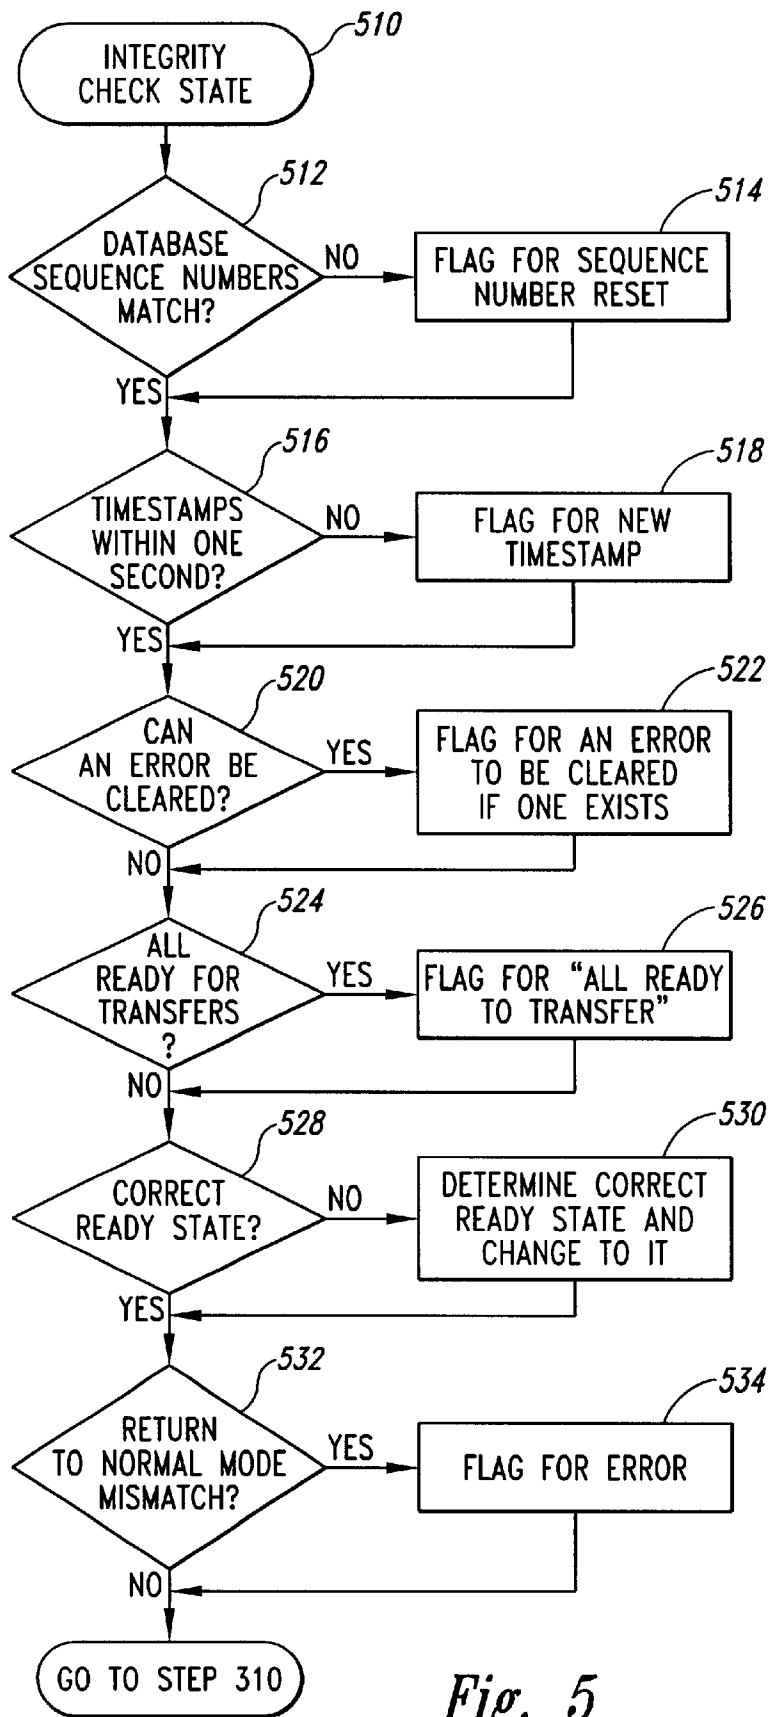 510
INTEGRITY
CHECK STATE
512
DATABASE
SEQUENCE NUMBERS
MATCH?
NO
514
FLAG FOR SEQUENCE
NUMBER RESET
YES
516
TIMESTAMPS
WITHIN ONE
SECOND?
NO
518
FLAG FOR NEW
TIMESTAMP
YES
520
CAN
AN ERROR BE
CLEARED?
YES
522
FLAG FOR AN ERROR
TO BE CLEARED
IF ONE EXISTS
NO
524
ALL
READY FOR
TRANSFERS
?
YES
526
FLAG FOR “ALL READY
TO TRANSFER”
NO
528
CORRECT
READY STATE?
NO
530
DETERMINE CORRECT
READY STATE AND
CHANGE TO IT
YES
532
RETURN
TO NORMAL MODE
MISMATCH?
YES
534
FLAG FOR ERROR
NO
GO TO STEP 310
Fig. 5